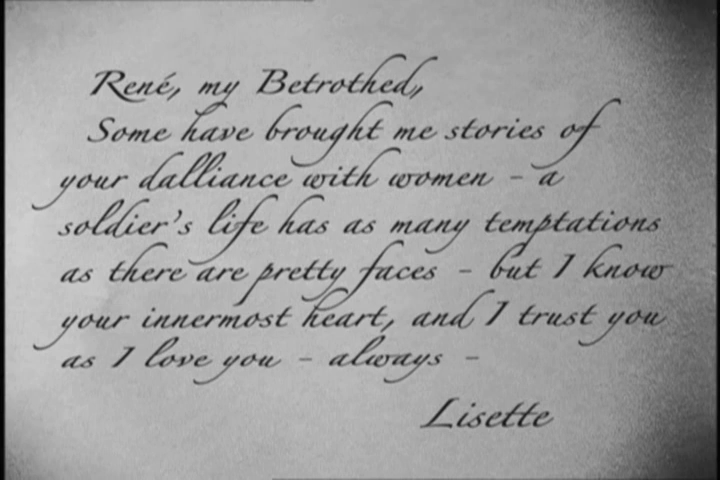 René, my Betrothed,
Some have brought me stories of
your dalliance with women - a
soldier's life has as many temptations
as there are pretty faces - but I know
your innermost heart, and I trust you
as I love you - always -
Lisette